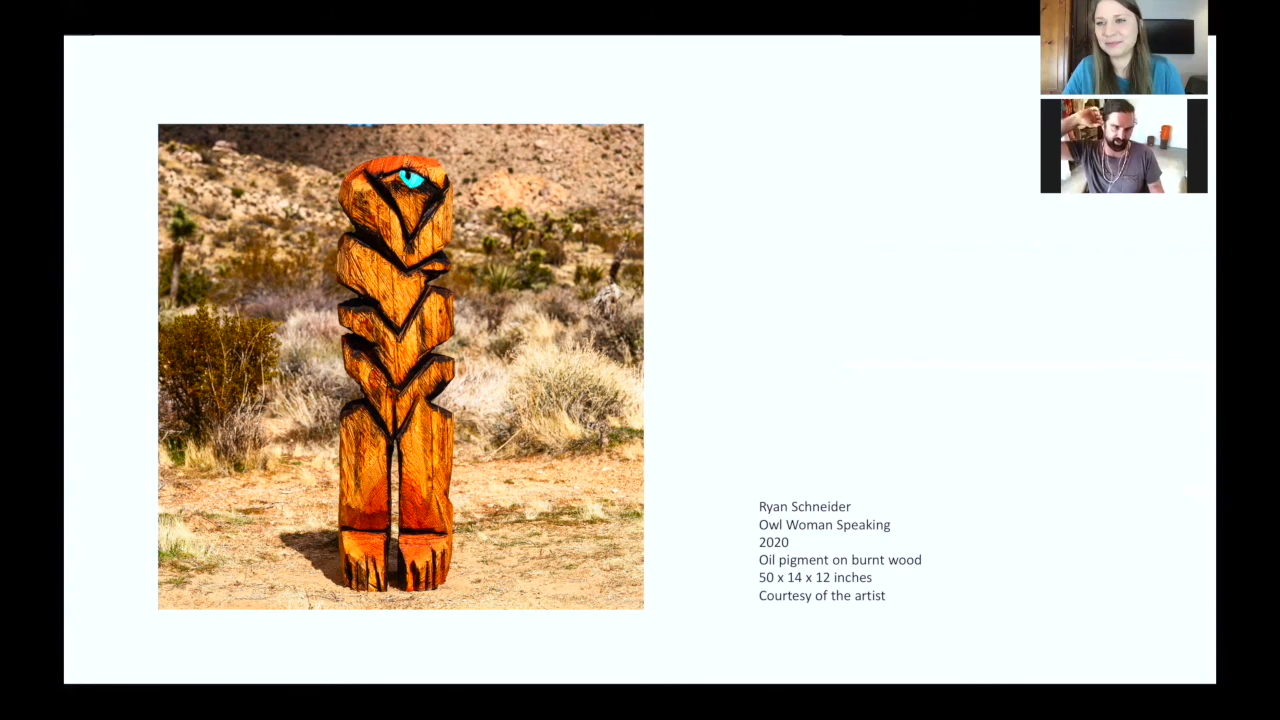 Ryan Schneider
Owl Woman Speaking
2020
Oil pigment on burnt wood
50 x 14 x 12 inches
Courtesy of the artist